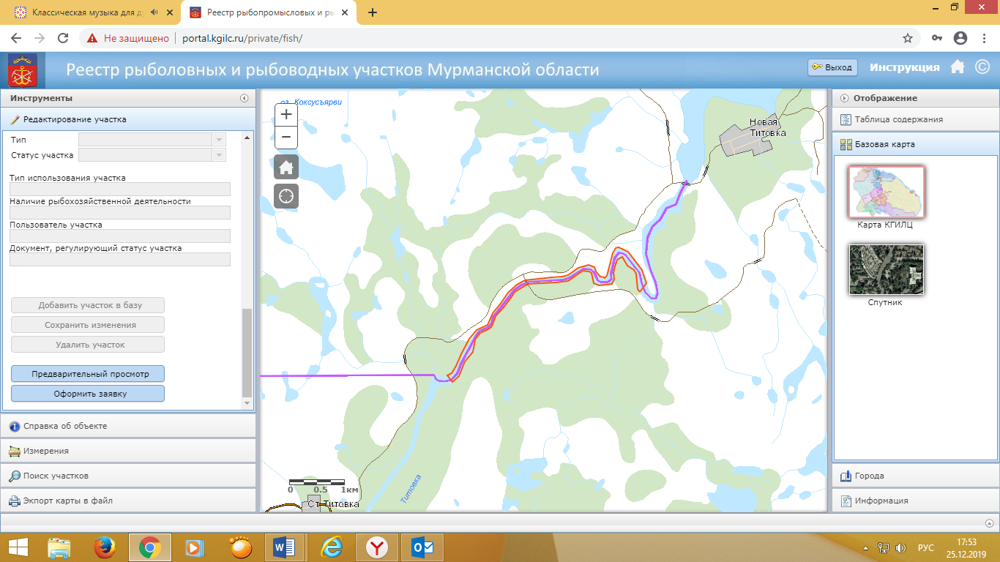 Классическая музыка для д
Реестр рыбопромысловых и ры
Не защищено
portal.kgilc.ru/private/fish/
Реестр рыболовных и рыбоводных участков Мурманской области
Выход
Инструкция
Инструменты
Редактирование участка
Тип
Статус участка
Тип использования участка
Наличие рыбохозяйственной деятельности
Пользователь участка
Документ, регулирующий статус участка
Добавить участок в базу
Сохранить изменения
Удалить участок
Предварительный просмотр
Оформить заявку
Справка об объекте
Измерения
Поиск участков
Экспорт карты в файл
оз. Коксусъярви
+
−
Новая
Титовка
Титовка
0 0.5 1км
Ст.Титовка
Отображение
Таблица содержания
Базовая карта
Карта КГИЛЦ
Спутник
Города
Информация
РУС
17:53
25.12.2019